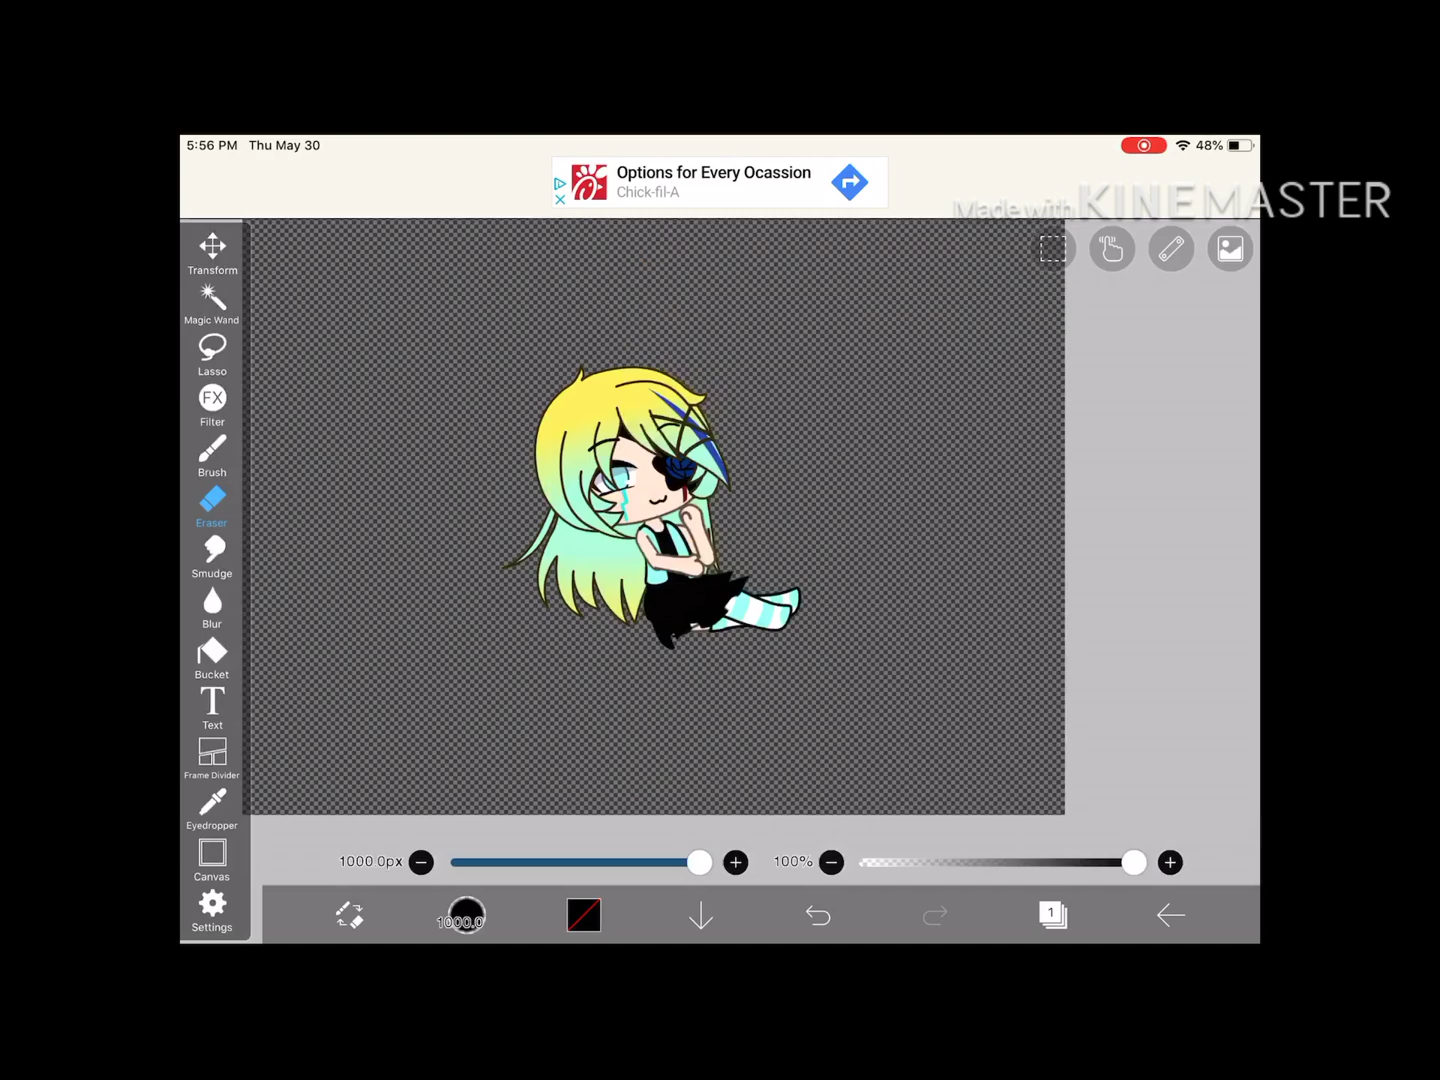 5:56 PM Thu May 30
48%
Options for Every Ocassion
Chick-fil-A
Made with KINEMASTER
Transform
Magic Wand
Lasso
FX
Filter
Brush
Eraser
Smudge
Blur
Bucket
T
Text
Frame Divider
Eyedropper
Canvas
Settings
1000.0px
100%
1000.0
1